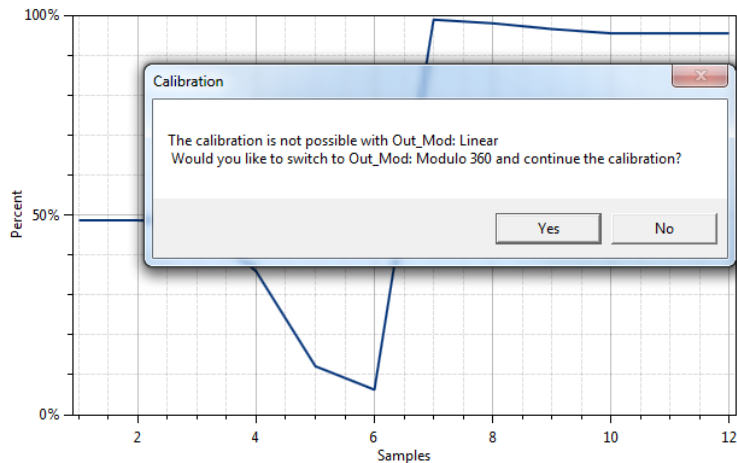 100%
Calibration
The calibration is not possible with Out_Mod: Linear
Would you like to switch to Out_Mod: Modulo 360 and continue the calibration?
Yes No
Percent
50%
0%
2 4 6 8 10 12
Samples